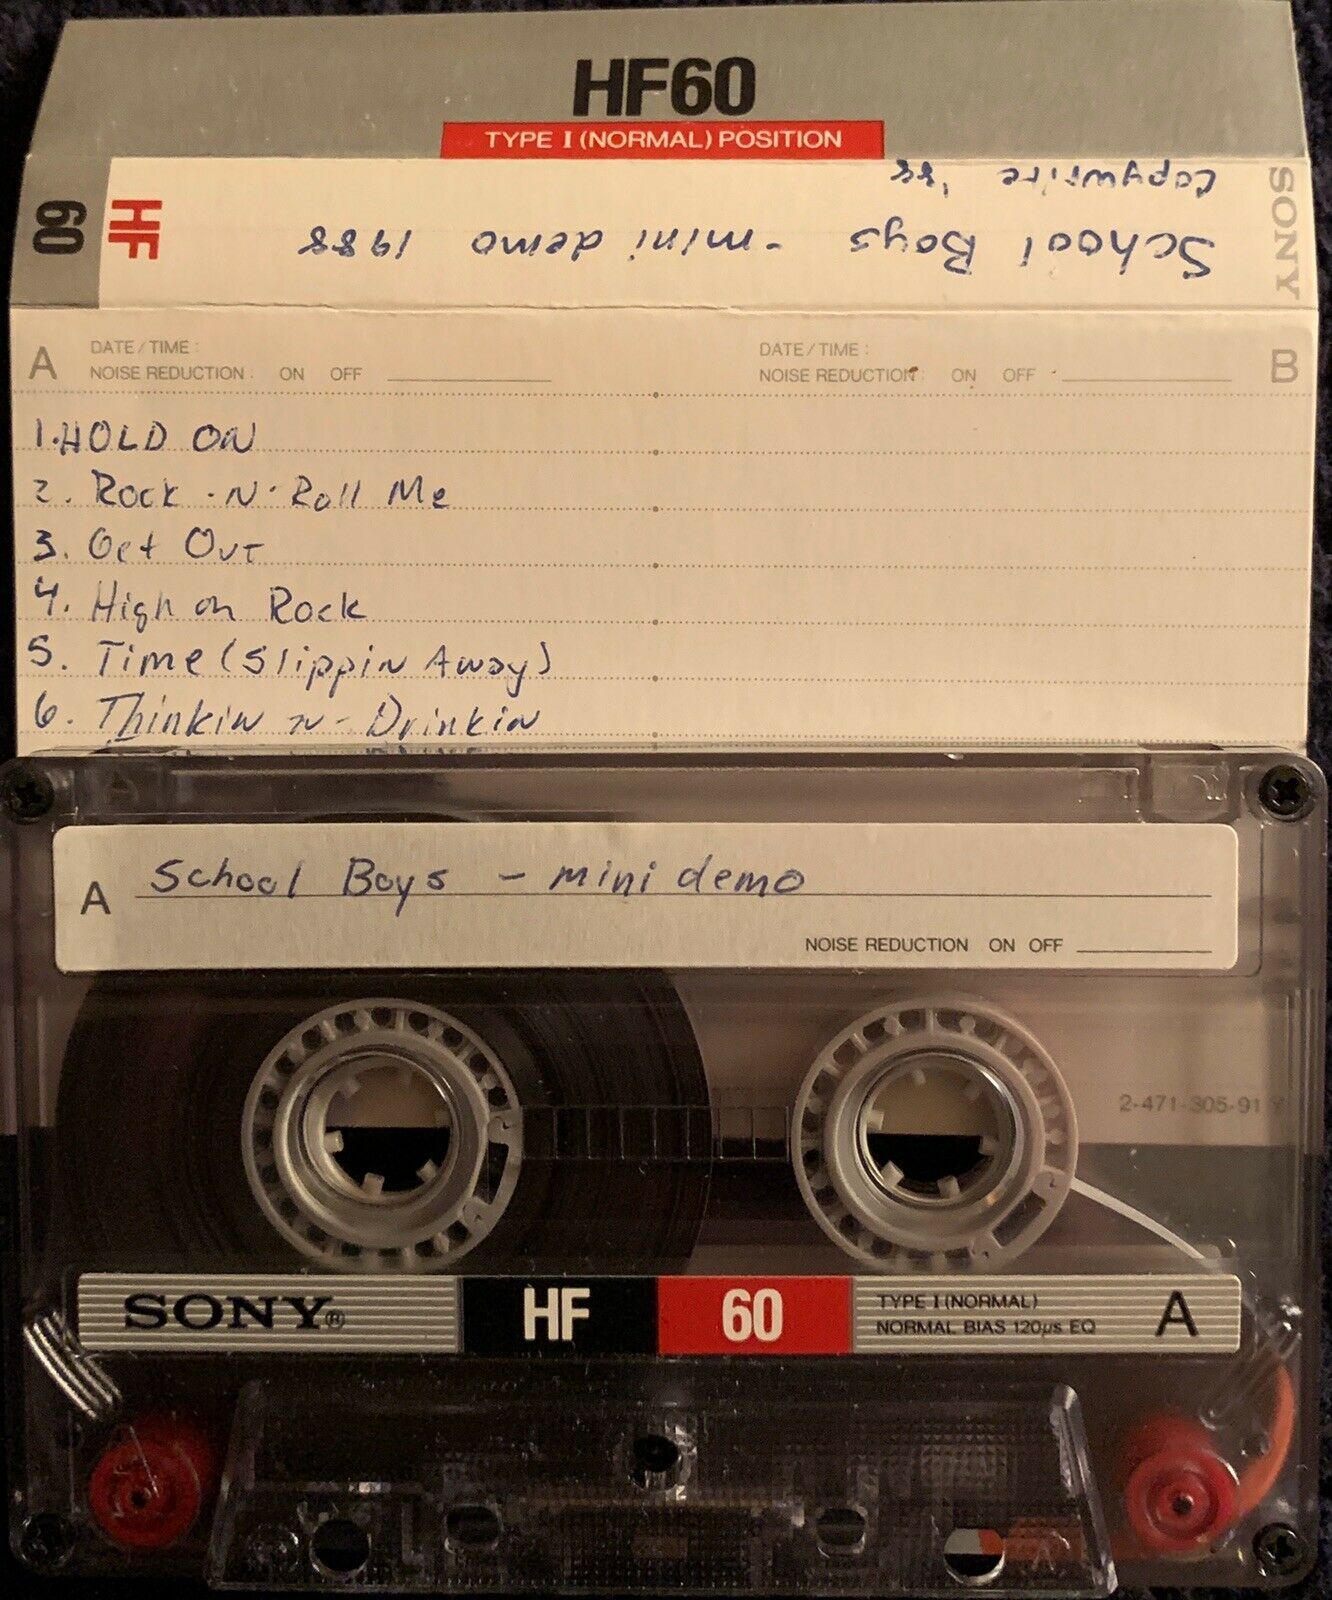 HF60
TYPE I (NORMAL) POSITION
Copywrite '88
School Boys - mini demo 1988
HF 60
SONY
A DATE/TIME :
NOISE REDUCTION : ON OFF
DATE/TIME : B
NOISE REDUCTION : ON OFF
1. HOLD ON
2. Rock -N- Roll Me
3. Get Out
4. High on Rock
5. Time (Slippin Away)
6. Thinkin N- Drinkin
A School Boys - mini demo
NOISE REDUCTION ON OFF
2-471-305-91
SONY® HF 60 TYPE I (NORMAL)
NORMAL BIAS 120µs EQ A